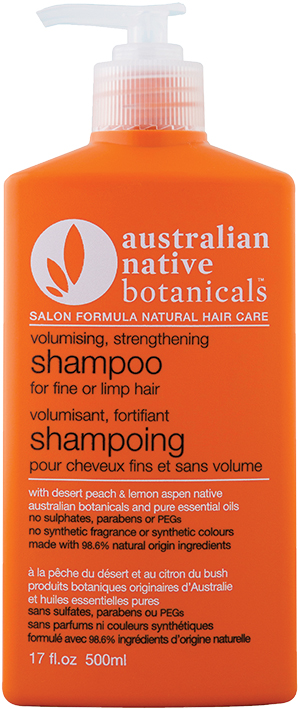 australian
native
botanicals™
SALON FORMULA NATURAL HAIR CARE
volumising, strengthening
shampoo
for fine or limp hair
volumisant, fortifiant
shampoing
pour cheveux fins et sans volume
with desert peach & lemon aspen native
australian botanicals and pure essential oils
no sulphates, parabens or PEGs
no synthetic fragrance or synthetic colours
made with 98.6% natural origin ingredients
à la pêche du désert et au citron du bush
produits botaniques originaires d'Australie
et huiles essentielles pures
sans sulfates, parabens ou PEGs
sans parfums ni couleurs synthétiques
formulé avec 98.6% ingrédients d'origine naturelle
17 fl.oz 500ml